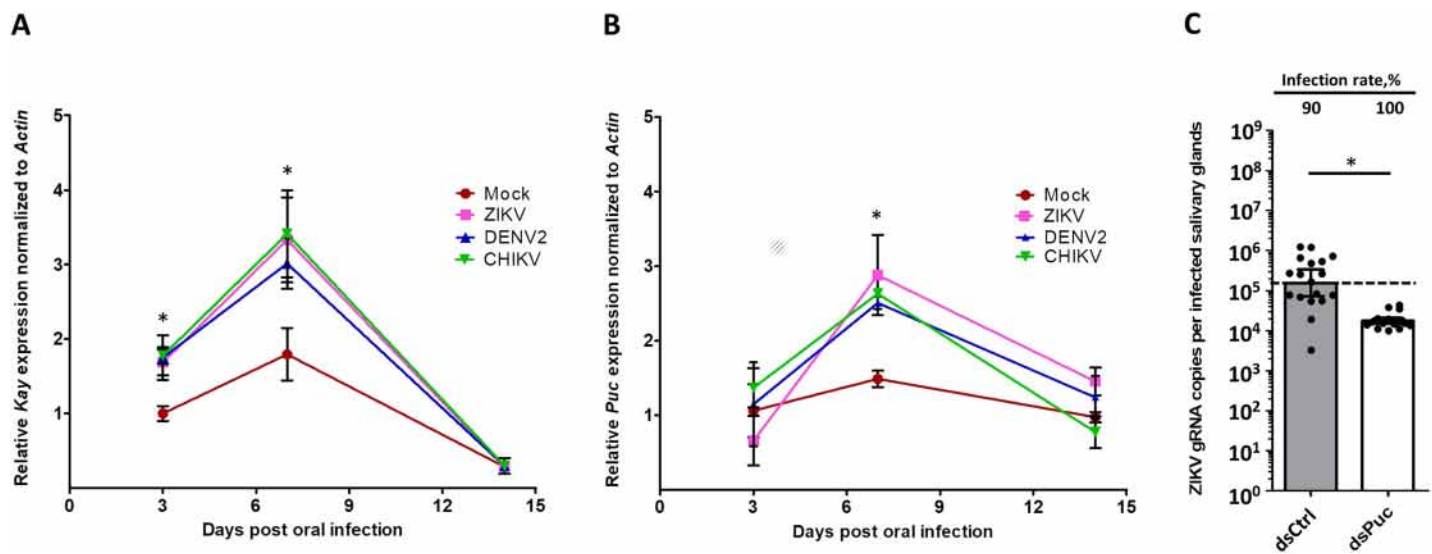 A
Relative Kay expression normalized to Actin
5
4
3
2
1
*
*
Mock
ZIKV
DENV2
CHIKV
0
3
6
9
12
15
Days post oral infection
B
Relative Puc expression normalized to Actin
5
4
3
2
1
*
Mock
ZIKV
DENV2
CHIKV
0
3
6
9
12
15
Days post oral infection
C
Infection rate,%
90 100
ZIKV gRNA copies per infected salivary glands
10⁹
10⁸
10⁷
10⁶
10⁵
10⁴
10³
10²
10¹
10⁰
*
dsCtrl
dsPuc